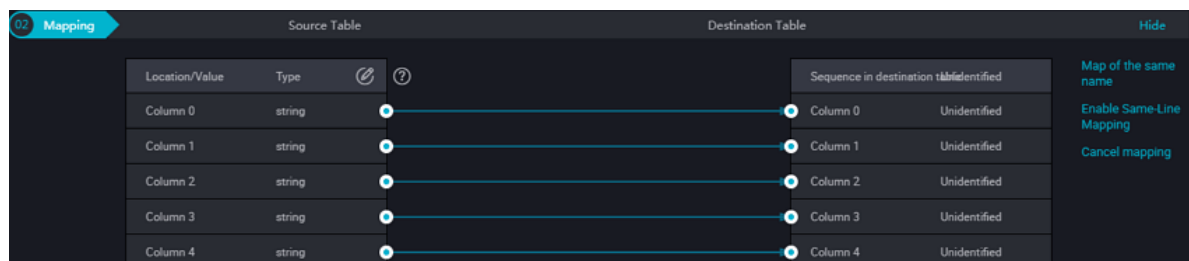 02 Mapping Source Table Destination Table Hide
Location/Value Type ? Sequence in destination table Unidentified Map of the same
name
Column 0 string Column 0 Unidentified Enable Same-Line
Mapping
Column 1 string Column 1 Unidentified Cancel mapping
Column 2 string Column 2 Unidentified
Column 3 string Column 3 Unidentified
Column 4 string Column 4 Unidentified